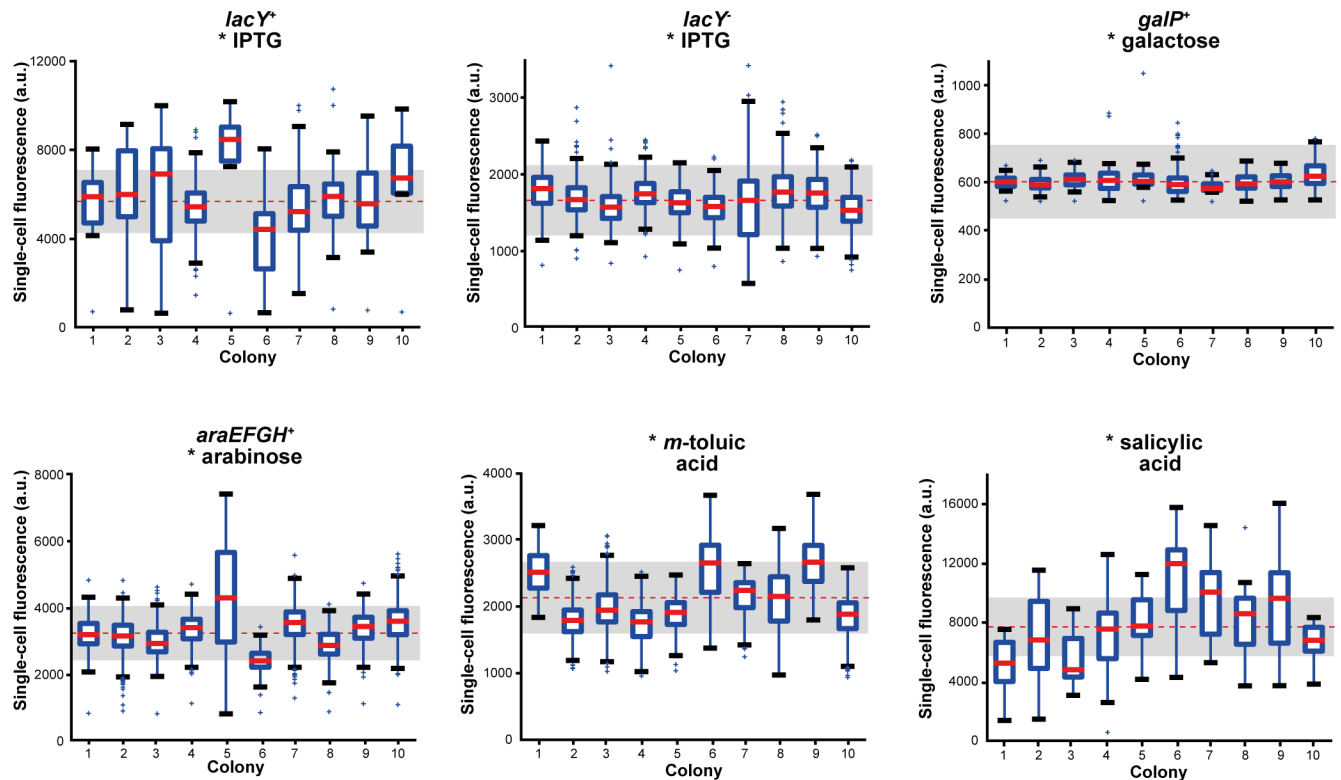 lacY⁺
* IPTG
Single-cell fluorescence (a.u.)
12000
8000
4000
0
1 2 3 4 5 6 7 8 9 10
Colony
lacY⁻
* IPTG
Single-cell fluorescence (a.u.)
3000
2000
1000
0
1 2 3 4 5 6 7 8 9 10
Colony
galP⁺
* galactose
Single-cell fluorescence (a.u.)
1000
800
600
400
200
0
1 2 3 4 5 6 7 8 9 10
Colony
araEFGH⁺
* arabinose
Single-cell fluorescence (a.u.)
8000
6000
4000
2000
0
1 2 3 4 5 6 7 8 9 10
Colony
* m-toluic
acid
Single-cell fluorescence (a.u.)
4000
3000
2000
1000
0
1 2 3 4 5 6 7 8 9 10
Colony
* salicylic
acid
Single-cell fluorescence (a.u.)
16000
12000
8000
4000
0
1 2 3 4 5 6 7 8 9 10
Colony